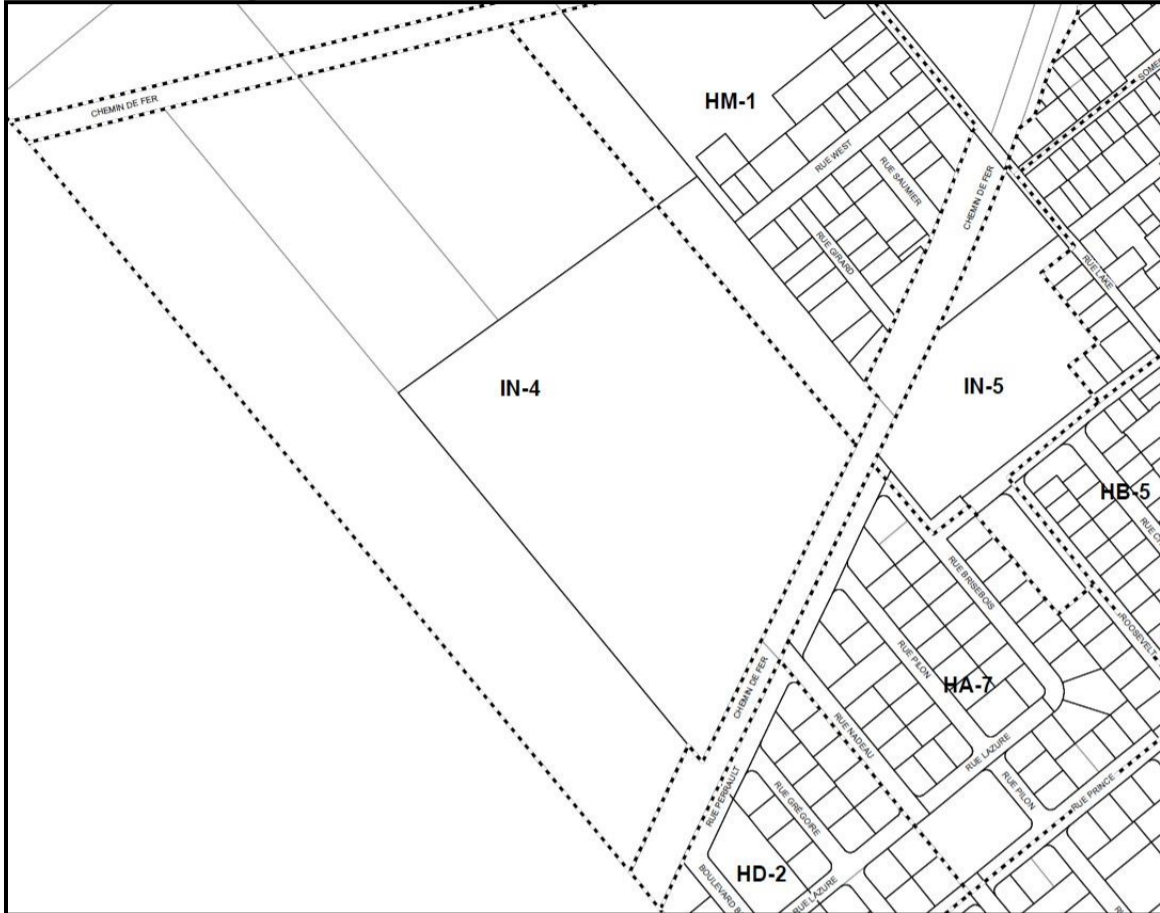 CHEMIN DE FER
HM-1
SOMER
RUE WEST
RUE SAUMIER
CHEMIN DE FER
RUE GIRARD
RUE LAKE
IN-4
IN-5
HB-5
RUE BRISEBOIS
ROOSEVELT
RUE PILON
HA-7
CHEMIN DE FER
RUE NADEAU
RUE LAZURE
RUE PILON
RUE PRINCE
RUE PERRAULT
RUE GRÉGOIRE
HD-2
BOULEVARD
RUE LAZURE